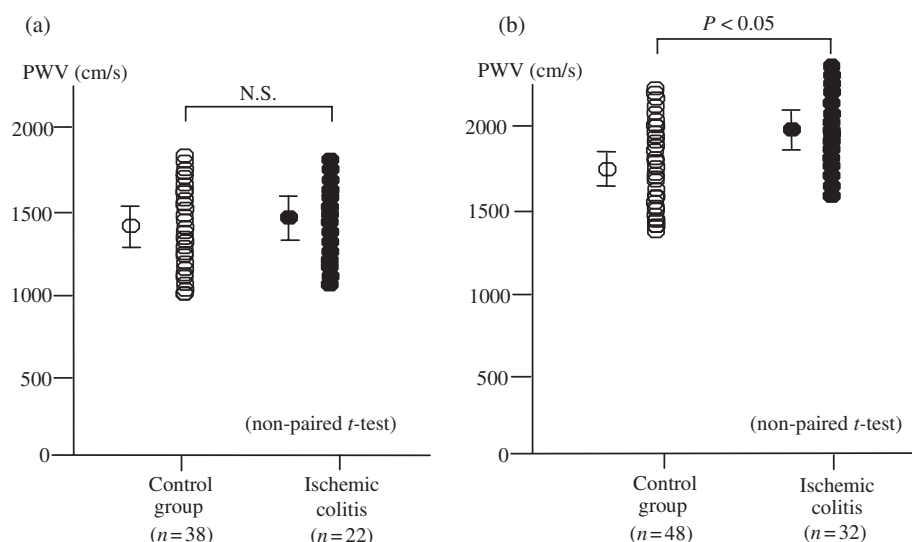 (a)
PWV (cm/s)
N.S.
2000
1500
1000
500
0
(non-paired t-test)
Control
group
(n=38)
Ischemic
colitis
(n=22)
(b)
P < 0.05
PWV (cm/s)
2000
1500
1000
500
0
(non-paired t-test)
Control
group
(n=48)
Ischemic
colitis
(n=32)